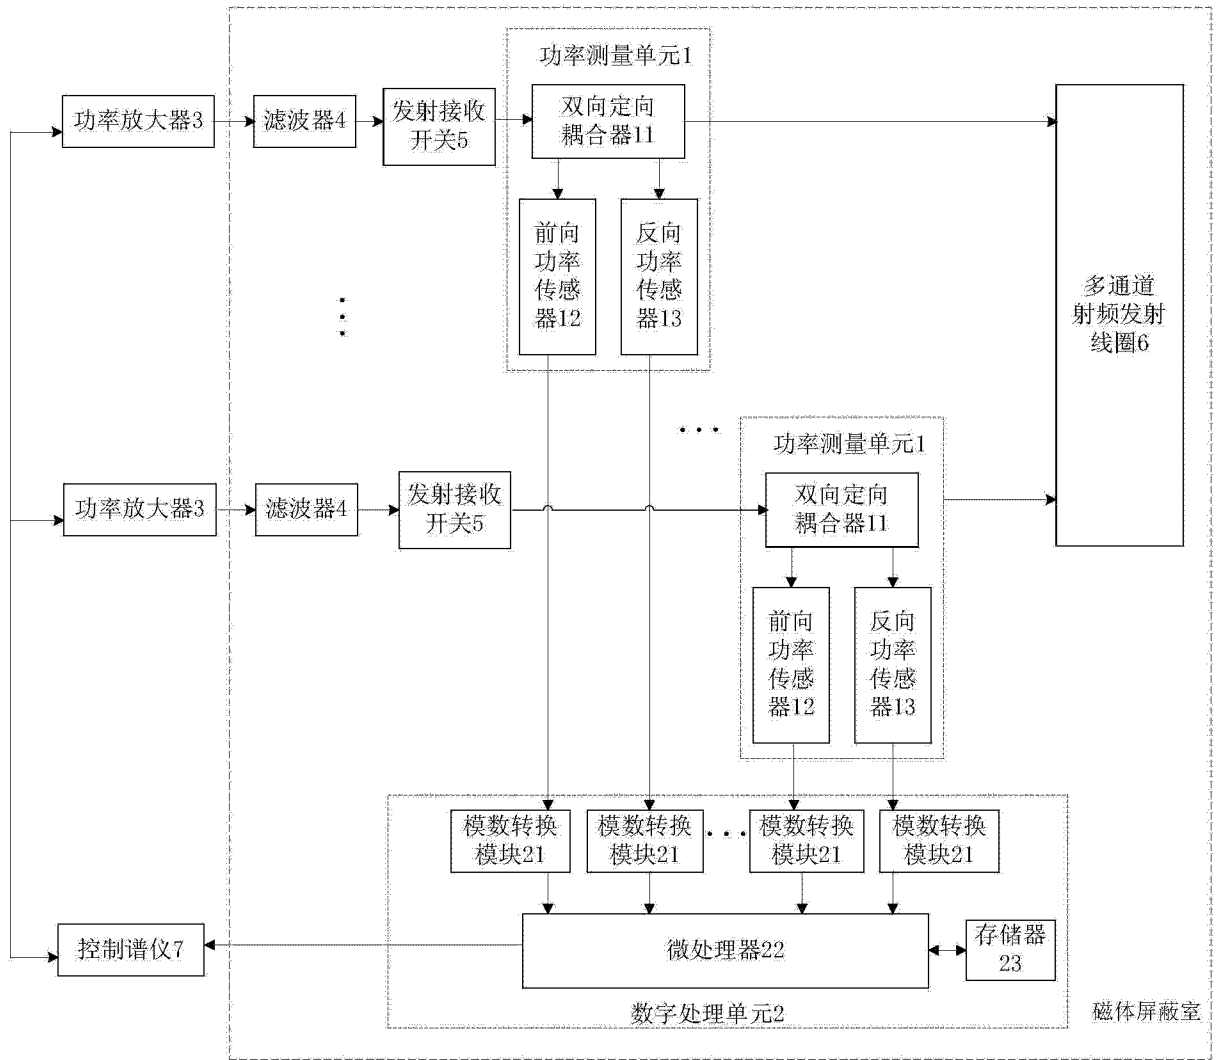 功率测量单元1
功率放大器3
滤波器4
发射接收
开关5
双向定向
耦合器11
前向
功率
传感
器12
反向
功率
传感
器13
多通道
射频发射
线圈6
功率测量单元1
功率放大器3
滤波器4
发射接收
开关5
双向定向
耦合器11
前向
功率
传感
器12
反向
功率
传感
器13
模数转换
模块21
模数转换
模块21
模数转换
模块21
模数转换
模块21
控制谱仪7
微处理器22
存储器
23
数字处理单元2
磁体屏蔽室